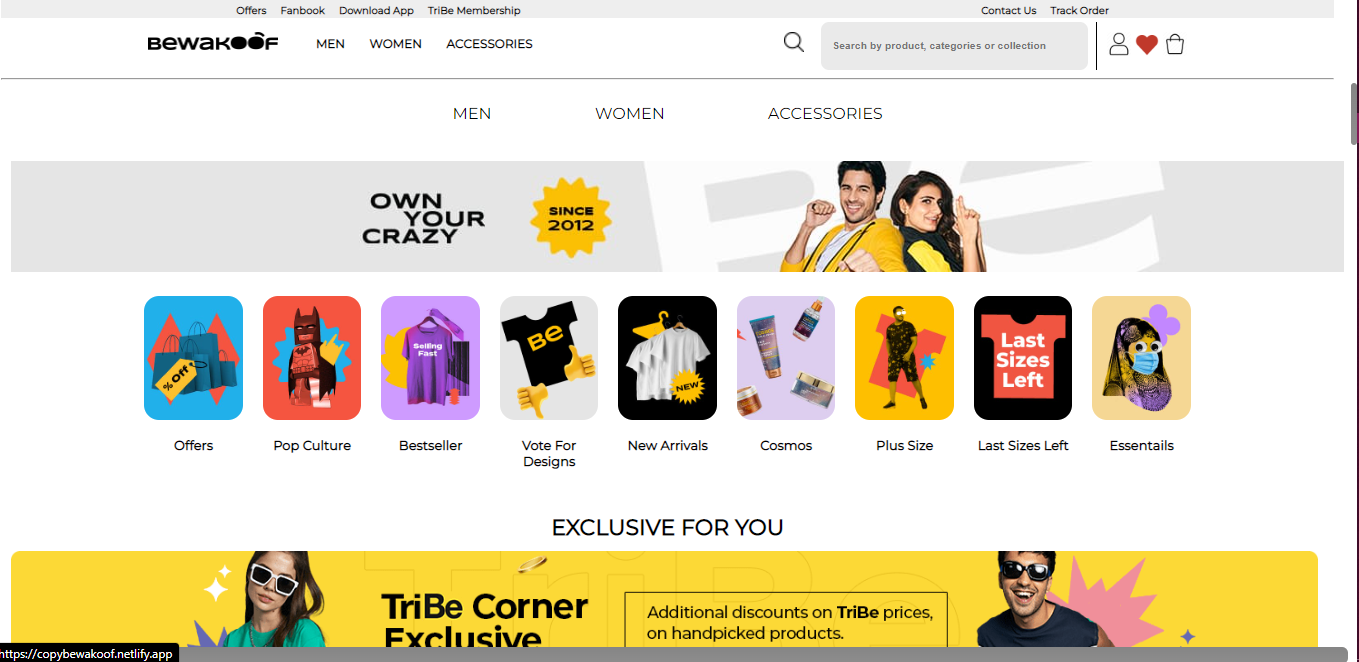 Offers Fanbook Download App TriBe Membership Contact Us Track Order
BEWAKOOF MEN WOMEN ACCESSORIES Search by product, categories or collection
MEN WOMEN ACCESSORIES
OWN
YOUR
CRAZY
SINCE
2012
BE
% Off
Selling
Fast
Be
NEW
Last
Sizes
Left
Offers Pop Culture Bestseller Vote For New Arrivals Cosmos Plus Size Last Sizes Left Essentails
Designs
EXCLUSIVE FOR YOU
TriBe
TriBe Corner
Exclusive
Additional discounts on TriBe prices,
on handpicked products.
https://copybewakoof.netlify.app